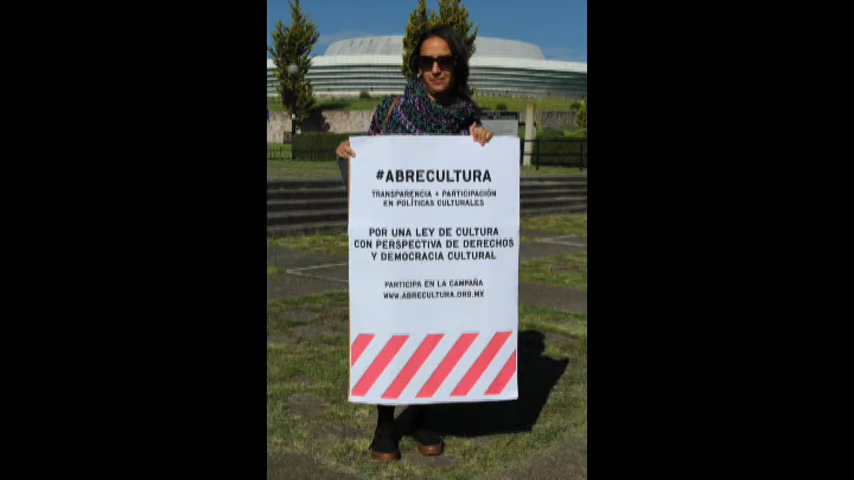 #ABRECULTURA
TRANSPARENCIA + PARTICIPACIÓN
EN POLÍTICAS CULTURALES
POR UNA LEY DE CULTURA
CON PERSPECTIVA DE DERECHOS
Y DEMOCRACIA CULTURAL
PARTICIPA EN LA CAMPAÑA
WWW.ABRECULTURA.ORG.MX